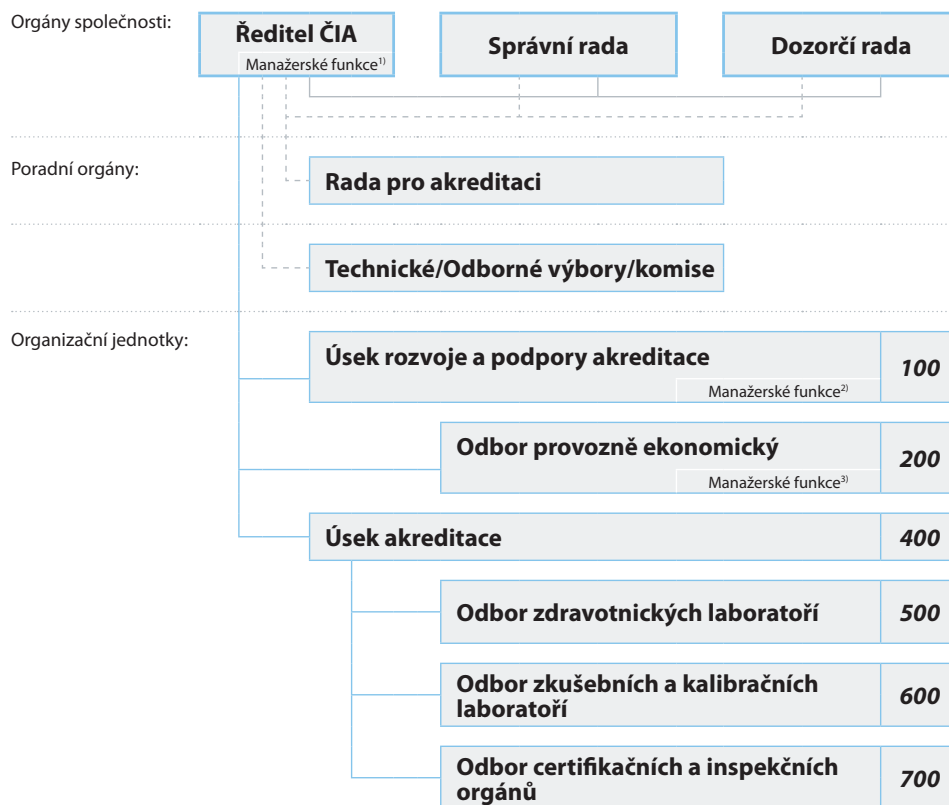 Orgány společnosti:
Ředitel ČIA
Manažerské funkce1)
Správní rada
Dozorčí rada
Poradní orgány:
Rada pro akreditaci
Technické/Odborné výbory/komise
Organizační jednotky:
Úsek rozvoje a podpory akreditace
Manažerské funkce2)
100
Odbor provozně ekonomický
Manažerské funkce3)
200
Úsek akreditace
400
Odbor zdravotnických laboratoří
500
Odbor zkušebních a kalibračních
laboratoří
600
Odbor certifikačních a inspekčních
orgánů
700